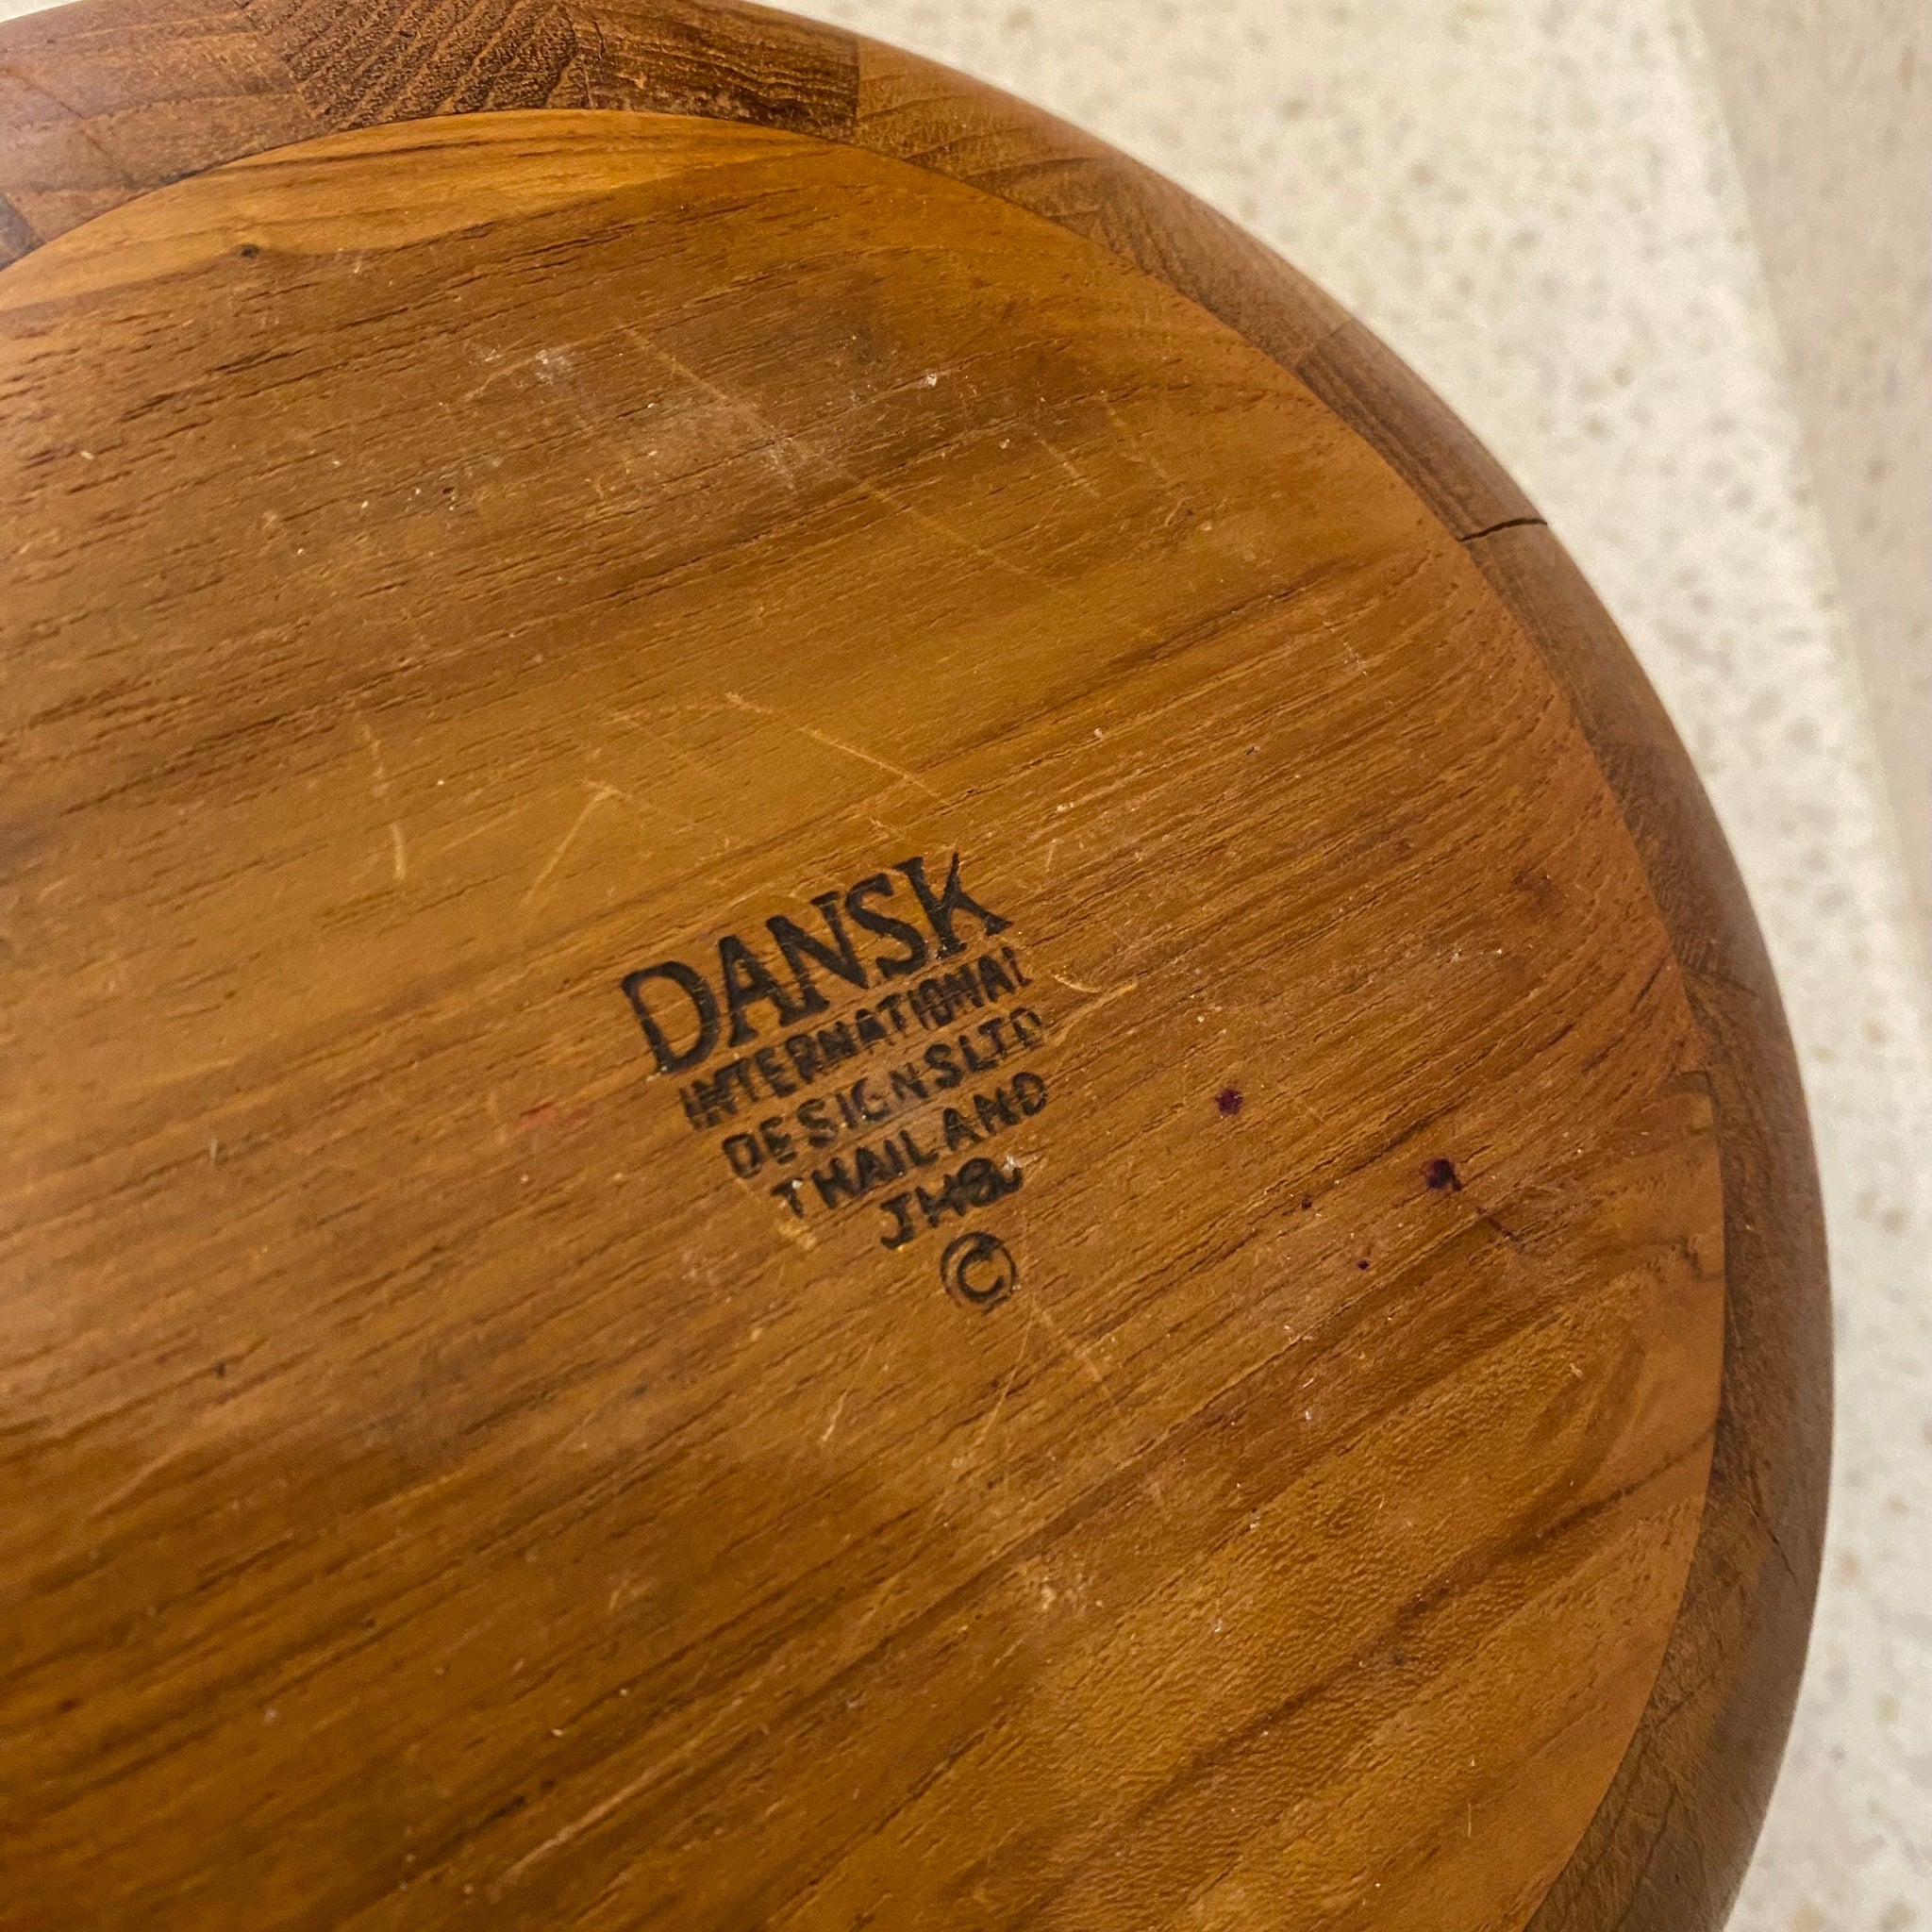 DANSK
INTERNATIONAL
DESIGNS LTD
THAILAND
JHQ
©